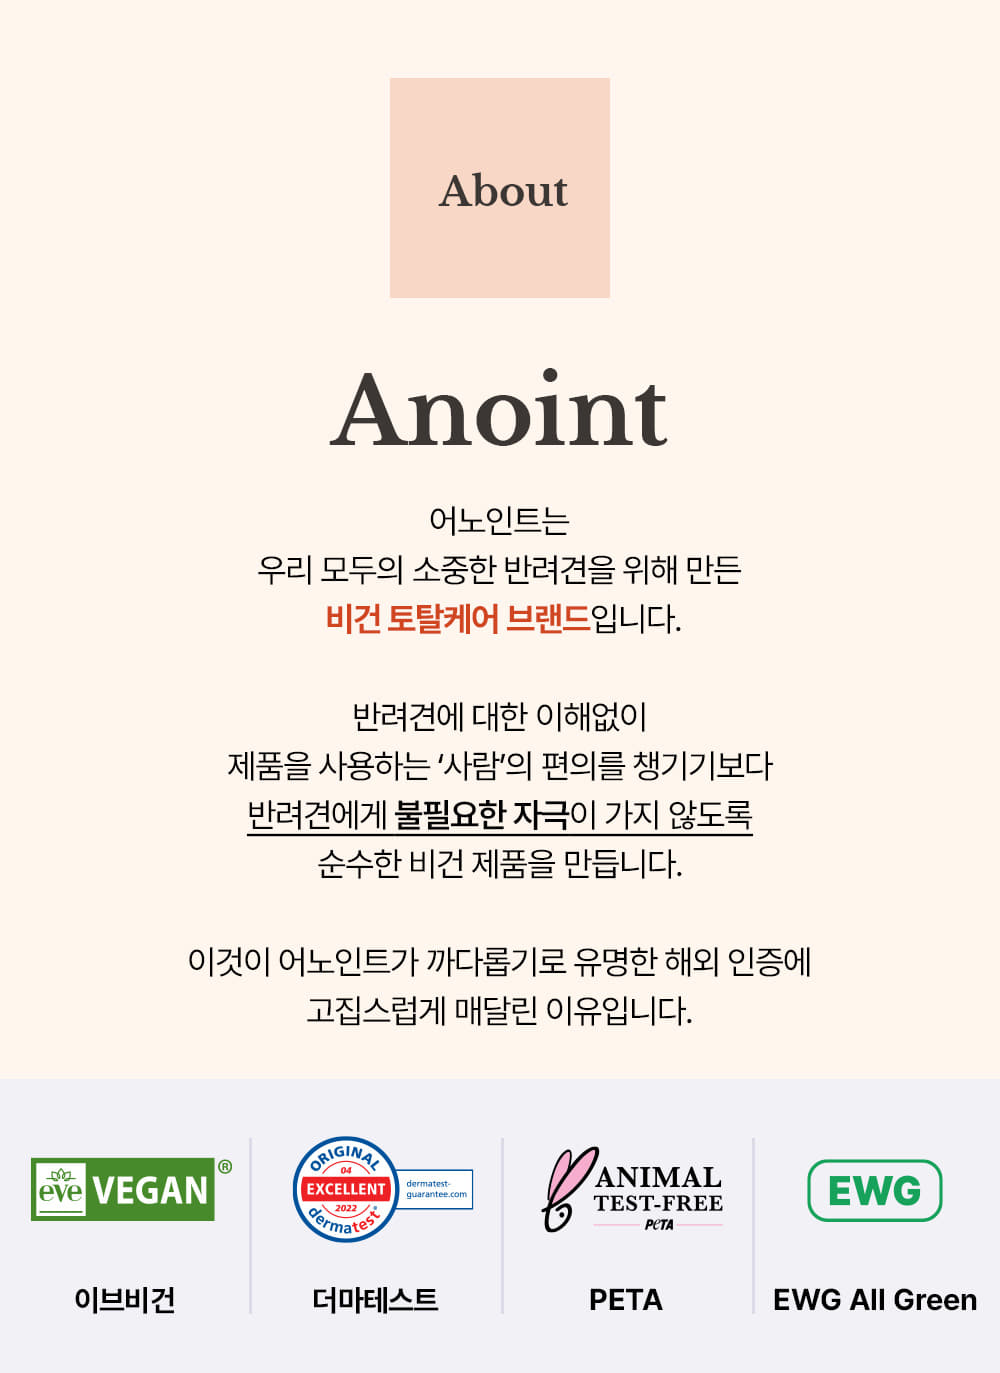 About
Anoint
어노인트는
우리 모두의 소중한 반려견을 위해 만든
비건 토탈케어 브랜드입니다.
반려견에 대한 이해없이
제품을 사용하는 ‘사람’의 편의를 챙기기보다
반려견에게 불필요한 자극이 가지 않도록
순수한 비건 제품을 만듭니다.
이것이 어노인트가 까다롭기로 유명한 해외 인증에
고집스럽게 매달린 이유입니다.
eve VEGAN ®
ORIGINAL
04
EXCELLENT
2022
dermatest®
dermatest-
guarantee.com
ANIMAL
TEST-FREE
PeTA
EWG
이브비건
더마테스트
PETA
EWG All Green